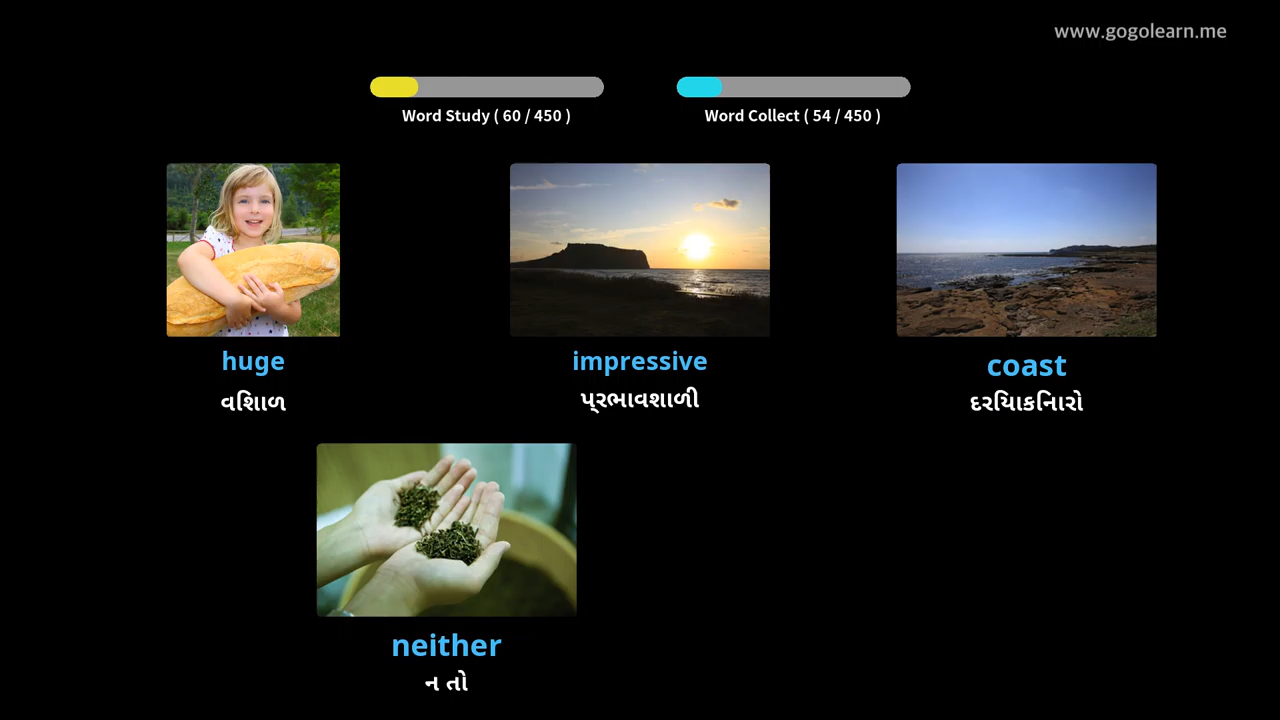 www.gogolearn.me
Word Study ( 60 / 450 )
Word Collect ( 54 / 450 )
huge
impressive
coast
વિશાળ
પ્રભાવશાળી
દરિયાકિનારો
neither
ન તો